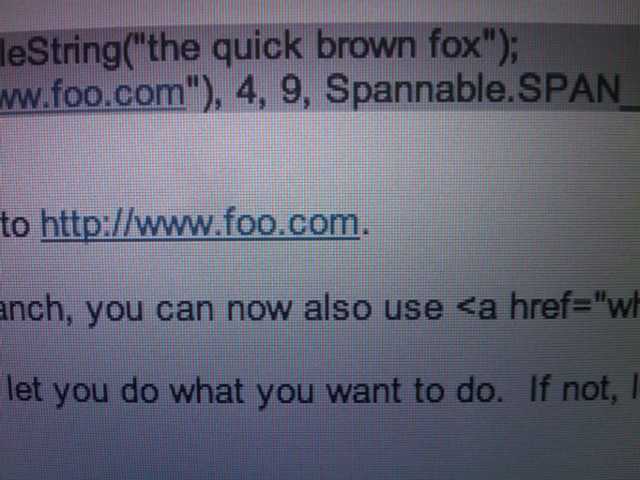 leString("the quick brown fox");
ww.foo.com"), 4, 9, Spannable.SPAN_
to http://www.foo.com.
anch, you can now also use <a href="wh
let you do what you want to do. If not, l